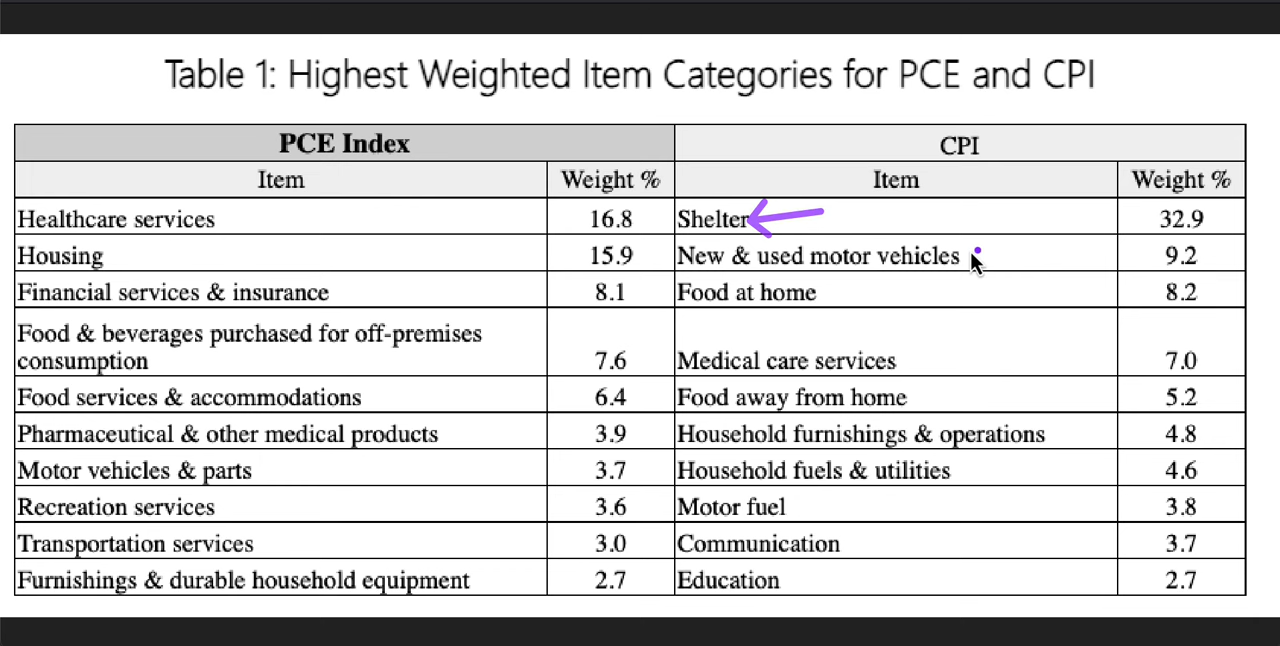 Table 1: Highest Weighted Item Categories for PCE and CPI
PCE Index CPI
Item Weight % Item Weight %
Healthcare services 16.8 Shelter 32.9
Housing 15.9 New & used motor vehicles 9.2
Financial services & insurance 8.1 Food at home 8.2
Food & beverages purchased for off-premises
consumption 7.6 Medical care services 7.0
Food services & accommodations 6.4 Food away from home 5.2
Pharmaceutical & other medical products 3.9 Household furnishings & operations 4.8
Motor vehicles & parts 3.7 Household fuels & utilities 4.6
Recreation services 3.6 Motor fuel 3.8
Transportation services 3.0 Communication 3.7
Furnishings & durable household equipment 2.7 Education 2.7